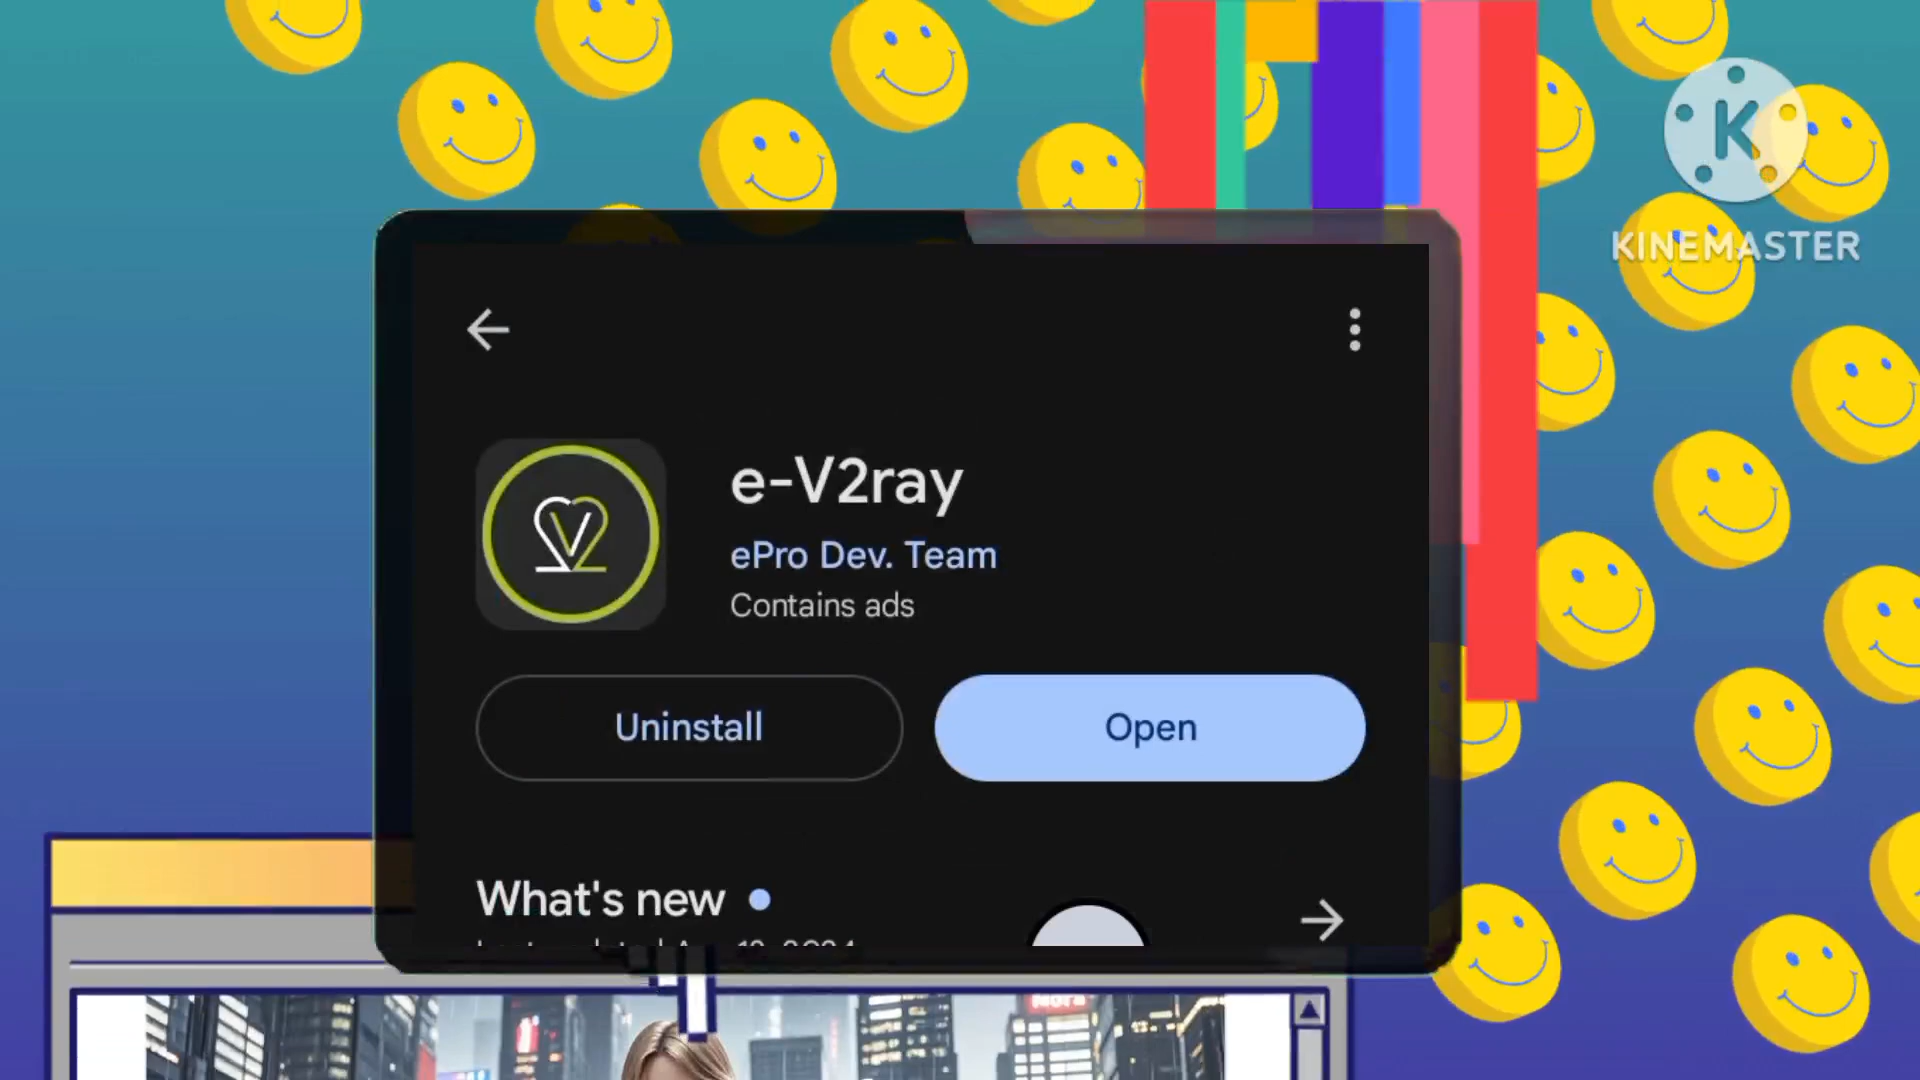 KINEMASTER
e-V2ray
ePro Dev. Team
Contains ads
Uninstall
Open
What's new